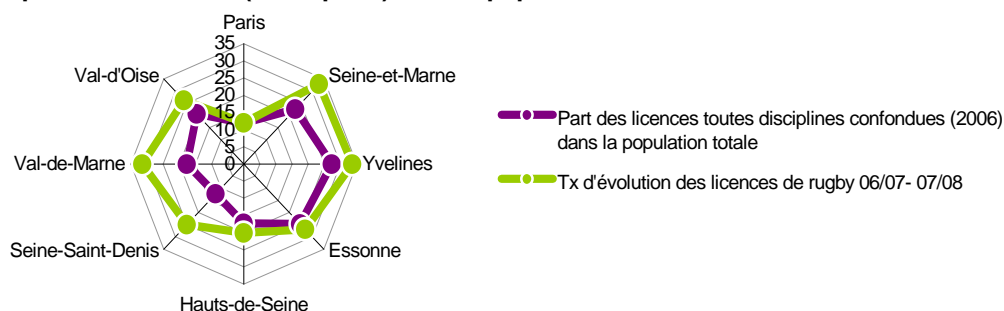 Paris
35
30
25
20
15
10
5
0
Val-d'Oise
Seine-et-Marne
Val-de-Marne
Yvelines
Seine-Saint-Denis
Essonne
Hauts-de-Seine
Part des licences toutes disciplines confondues (2006)
dans la population totale
Tx d'évolution des licences de rugby 06/07- 07/08